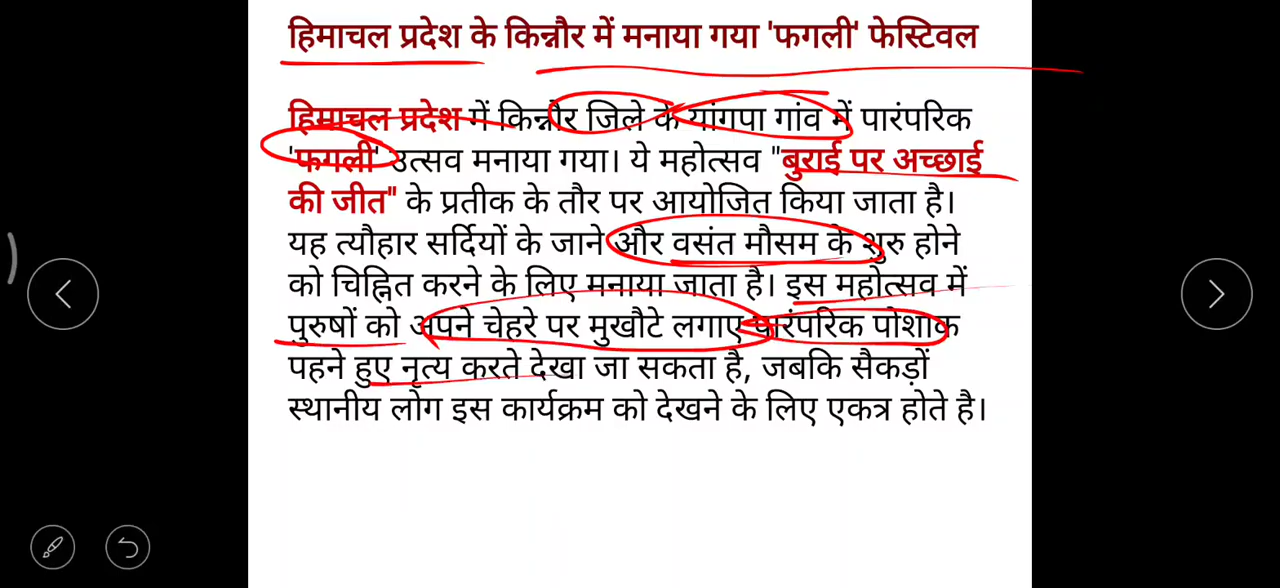 हिमाचल प्रदेश के किन्नौर में मनाया गया 'फगली' फेस्टिवल
हिमाचल प्रदेश में किन्नौर जिले के यांगपा गांव में पारंपरिक
'फगली' उत्सव मनाया गया। ये महोत्सव "बुराई पर अच्छाई
की जीत" के प्रतीक के तौर पर आयोजित किया जाता है।
यह त्यौहार सर्दियों के जाने और वसंत मौसम के शुरु होने
को चिह्नित करने के लिए मनाया जाता है। इस महोत्सव में
पुरुषों को अपने चेहरे पर मुखौटे लगाए पारंपरिक पोशाक
पहने हुए नृत्य करते देखा जा सकता है, जबकि सैकड़ों
स्थानीय लोग इस कार्यक्रम को देखने के लिए एकत्र होते है।